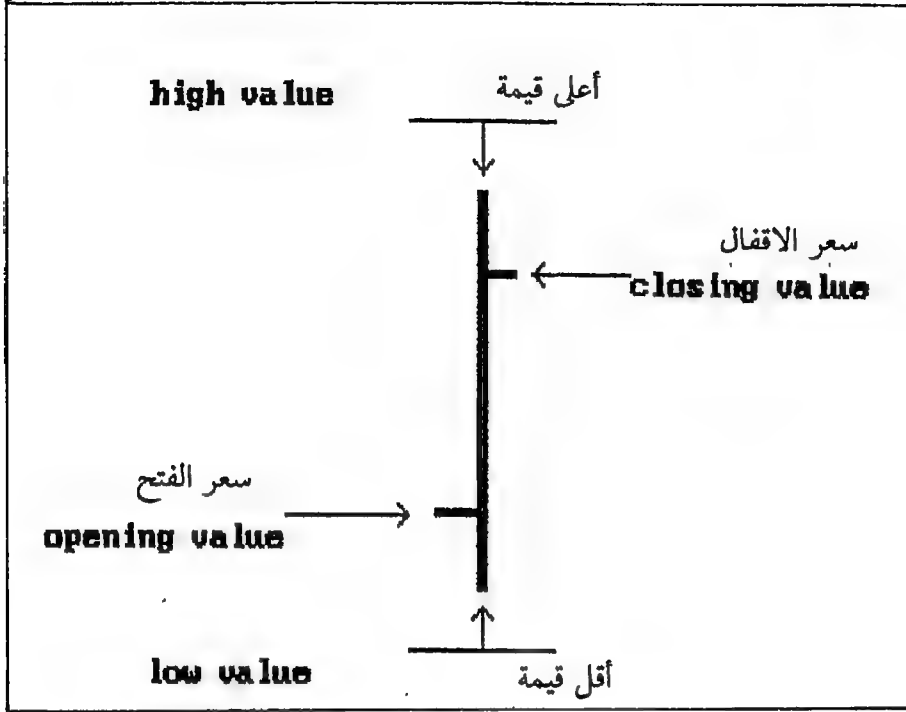 high value
أعلى قيمة
سعر الاقفال
closing value
سعر الفتح
opening value
low value
أقل قيمة